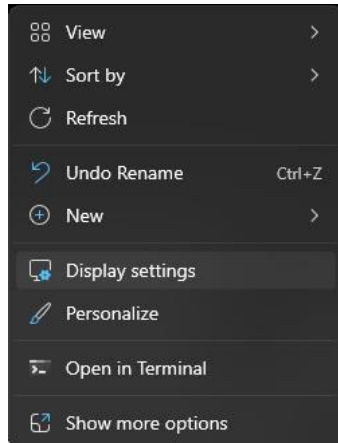 View
Sort by
Refresh
Undo Rename Ctrl+Z
New
Display settings
Personalize
Open in Terminal
Show more options